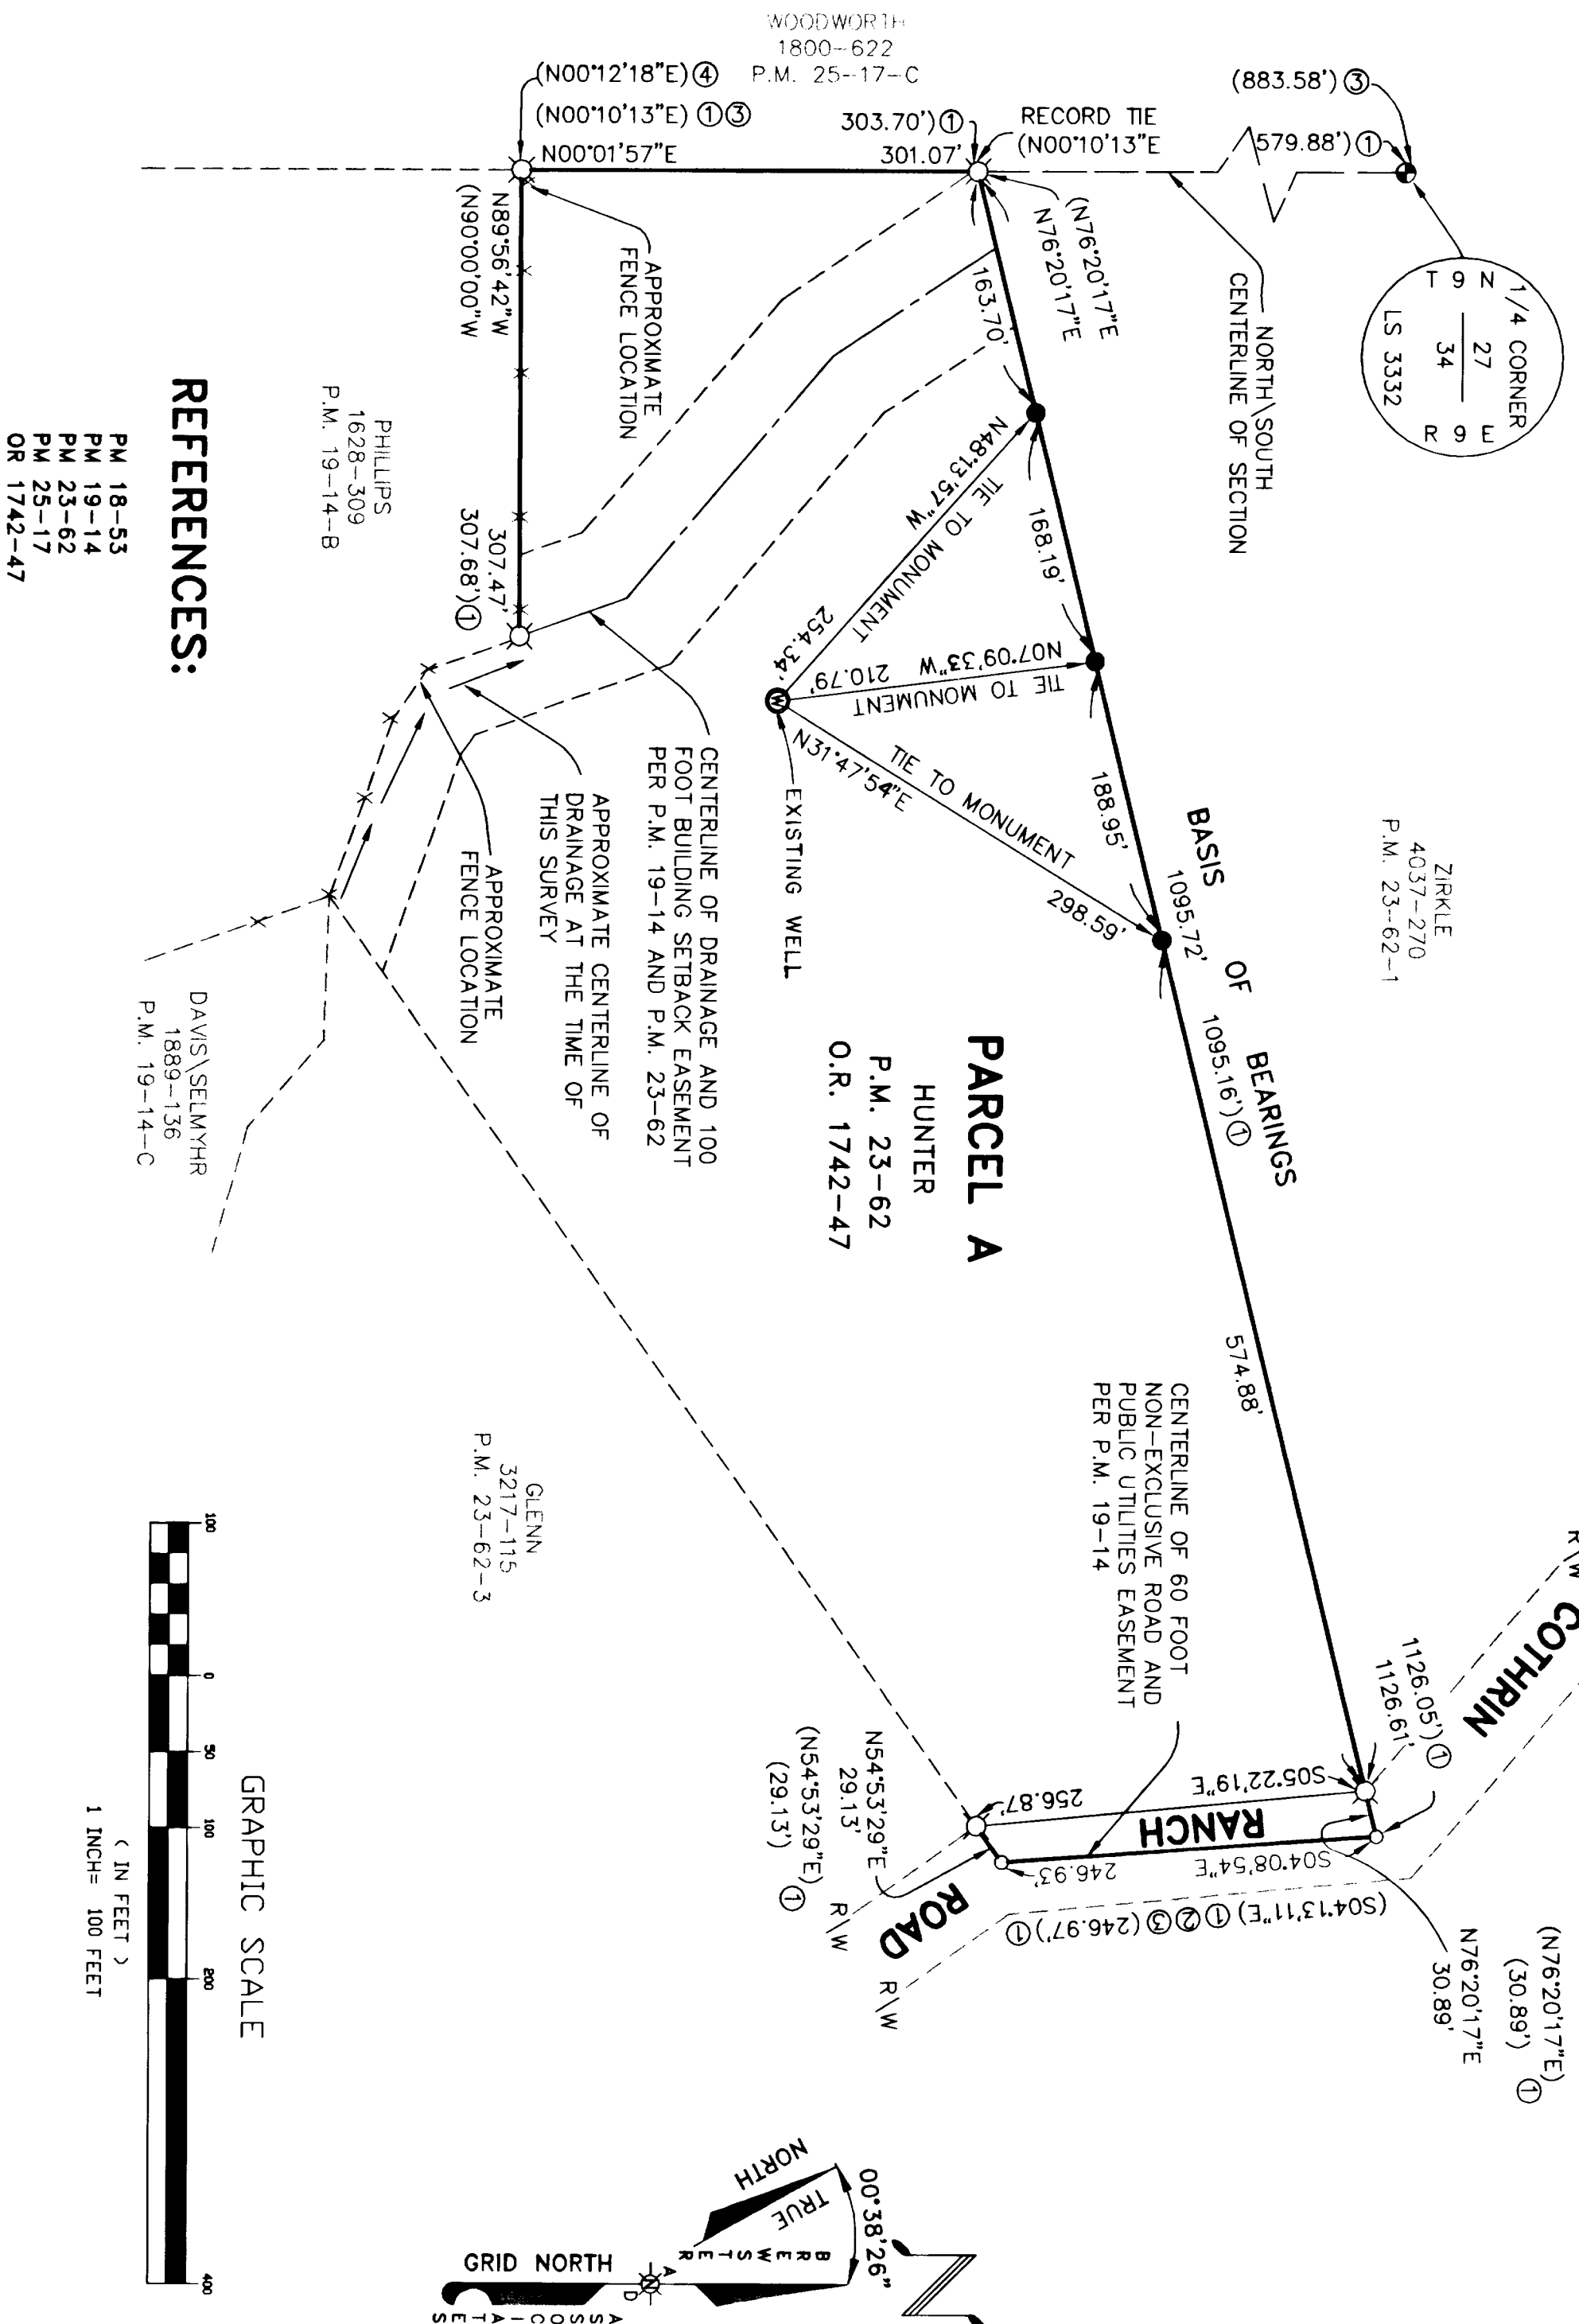 WOODWORTH
1800-622
P.M. 25-17-C
(N00°12'18"E) ④
(N00°10'13"E) ①③
N00°01'57"E
303.70') ①
301.07'
RECORD TIE
(N00°10'13"E
579.88') ①
(883.58') ③
1/4 CORNER
T 9 N
27
34
R 9 E
LS 3332
NORTH\SOUTH
CENTERLINE OF SECTION
(N76°20'17"E
N76°20'17"E
163.70'
168.19'
188.95'
574.88'
BASIS OF BEARINGS
1095.72'
1095.16') ①
ZIRKLE
4037-270
P.M. 23-62-1
N48°13'57"W
TIE TO MONUMENT
254.34'
N07°09'33"W 210.79'
TIE TO MONUMENT
N31°47'54"E
TIE TO MONUMENT
298.59'
W
EXISTING WELL
APPROXIMATE
FENCE LOCATION
N89°56'42"W
(N90°00'00"W
307.47'
307.68') ①
PHILLIPS
1628-309
P.M. 19-14-B
REFERENCES:
PM 18-53
PM 19-14
PM 23-62
PM 25-17
OR 1742-47
CENTERLINE OF DRAINAGE AND 100
FOOT BUILDING SETBACK EASEMENT
PER P.M. 19-14 AND P.M. 23-62
APPROXIMATE CENTERLINE OF
DRAINAGE AT THE TIME OF
THIS SURVEY
APPROXIMATE
FENCE LOCATION
DAVIS\SELMYHR
1889-136
P.M. 19-14-C
PARCEL A
HUNTER
P.M. 23-62
O.R. 1742-47
CENTERLINE OF 60 FOOT
NON-EXCLUSIVE ROAD AND
PUBLIC UTILITIES EASEMENT
PER P.M. 19-14
GLENN
3217-115
P.M. 23-62-3
R\W
COTHRIN
RANCH
ROAD
1126.05') ①
1126.61'
S05°22'19"E
256.87'
S04°08'54"E
246.93'
(S04°13'11"E) ①②③ (246.97') ①
N54°53'29"E
29.13'
(N54°53'29"E) ①
(29.13')
R\W
R\W
(N76°20'17"E)
(30.89') ①
N76°20'17"E
30.89'
GRAPHIC SCALE
100
0
50
100
200
400
( IN FEET )
1 INCH= 100 FEET
TRUE
NORTH
00°38'26"
GRID NORTH
BREWSTER
AND
ASSOCIATES